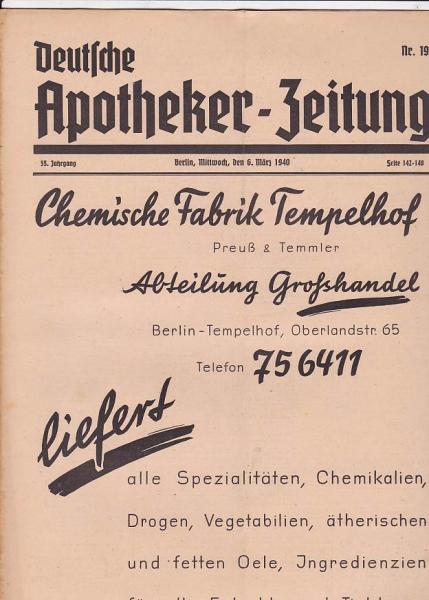 Deutsche
Nr. 19
Apotheker-Zeitung
55. Jahrgang
Berlin, Mittwoch, den 6. März 1940
Seite 142-148
Chemische Fabrik Tempelhof
Preuß & Temmler
Abteilung Großhandel
Berlin-Tempelhof, Oberlandstr. 65
Telefon 75 6411
liefert
alle Spezialitäten, Chemikalien,
Drogen, Vegetabilien, ätherischen
und fetten Oele, Ingredienzien